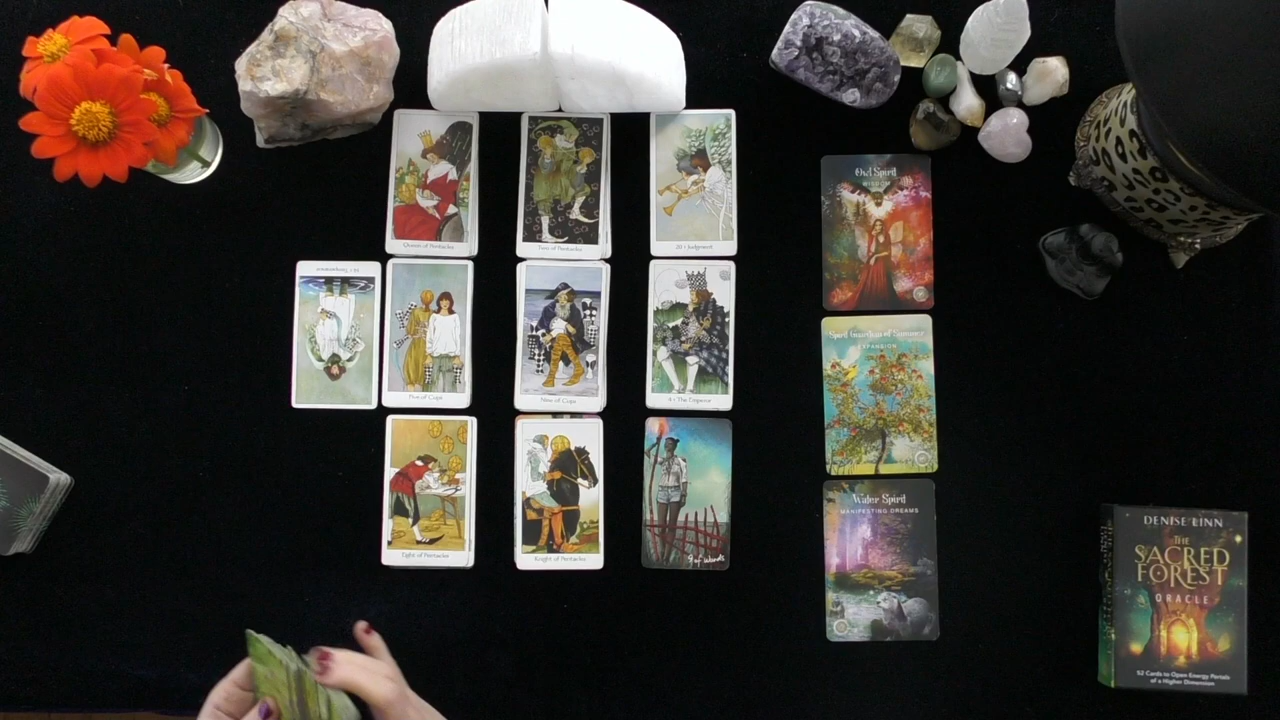 Queen of Pentacles
Two of Pentacles
20 • Judgment
Five of Cups
Nine of Cups
4 • The Emperor
Eight of Pentacles
Knight of Pentacles
9 of Wands
Owl Spirit
WISDOM
Spirit Guardian of Summer
EXPANSION
Water Spirit
MANIFESTING DREAMS
DENISE LINN
THE
SACRED
FOREST
ORACLE
52 Cards to Open Energy Portals
of a Higher Dimension